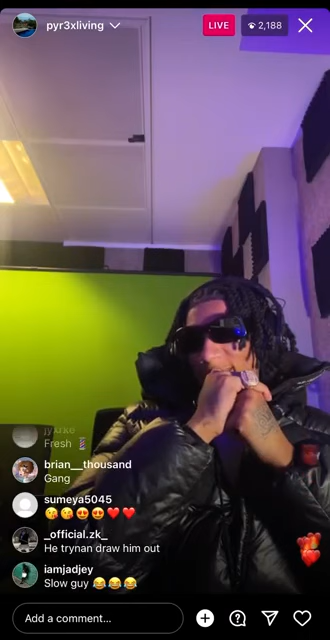 pyr3xliving
LIVE
2,188
Fresh
brian__thousand
Gang
sumeya5045
_official.zk_
He trynan draw him out
iamjadjey
Slow guy 😂😂😂
Add a comment...